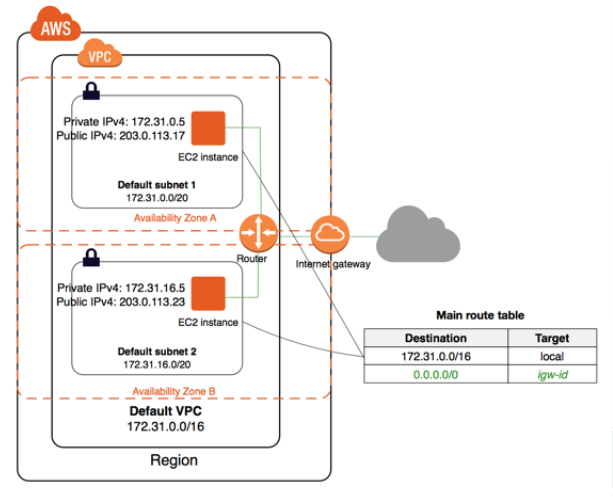 AWS
VPC
Private IPv4: 172.31.0.5
Public IPv4: 203.0.113.17
EC2 instance
Default subnet 1
172.31.0.0/20
Availability Zone A
Router
Internet gateway
Private IPv4: 172.31.16.5
Public IPv4: 203.0.113.23
EC2 instance
Default subnet 2
172.31.16.0/20
Availability Zone B
Default VPC
172.31.0.0/16
Region
Main route table
Destination Target
172.31.0.0/16 local
0.0.0.0/0 igw-id